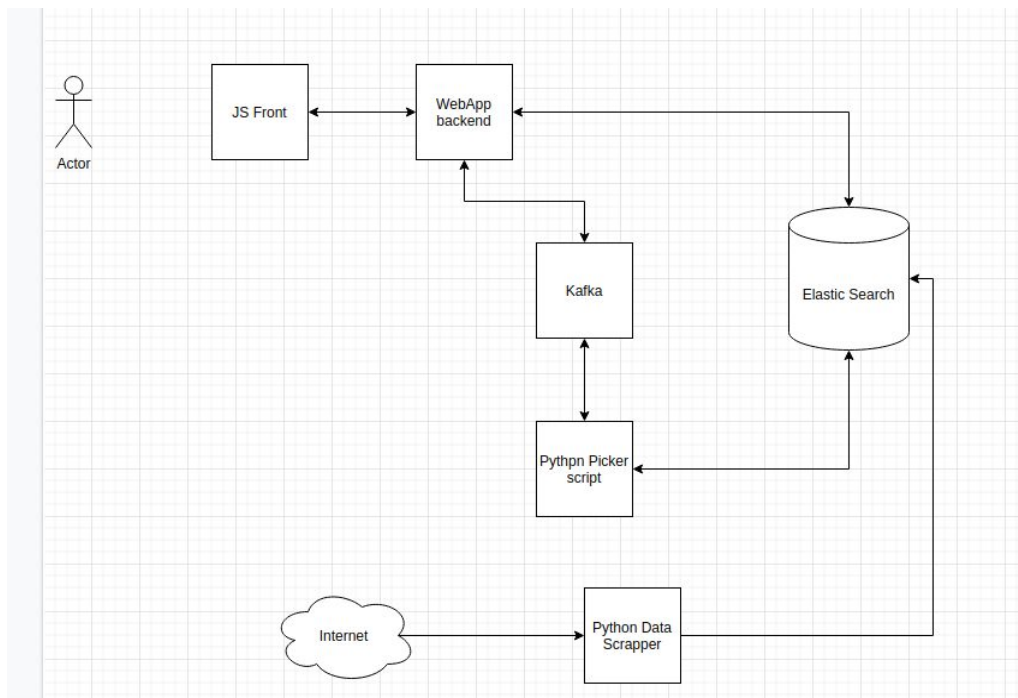 Actor
JS Front
WebApp
backend
Kafka
Elastic Search
Pythpn Picker
script
Internet
Python Data
Scrapper